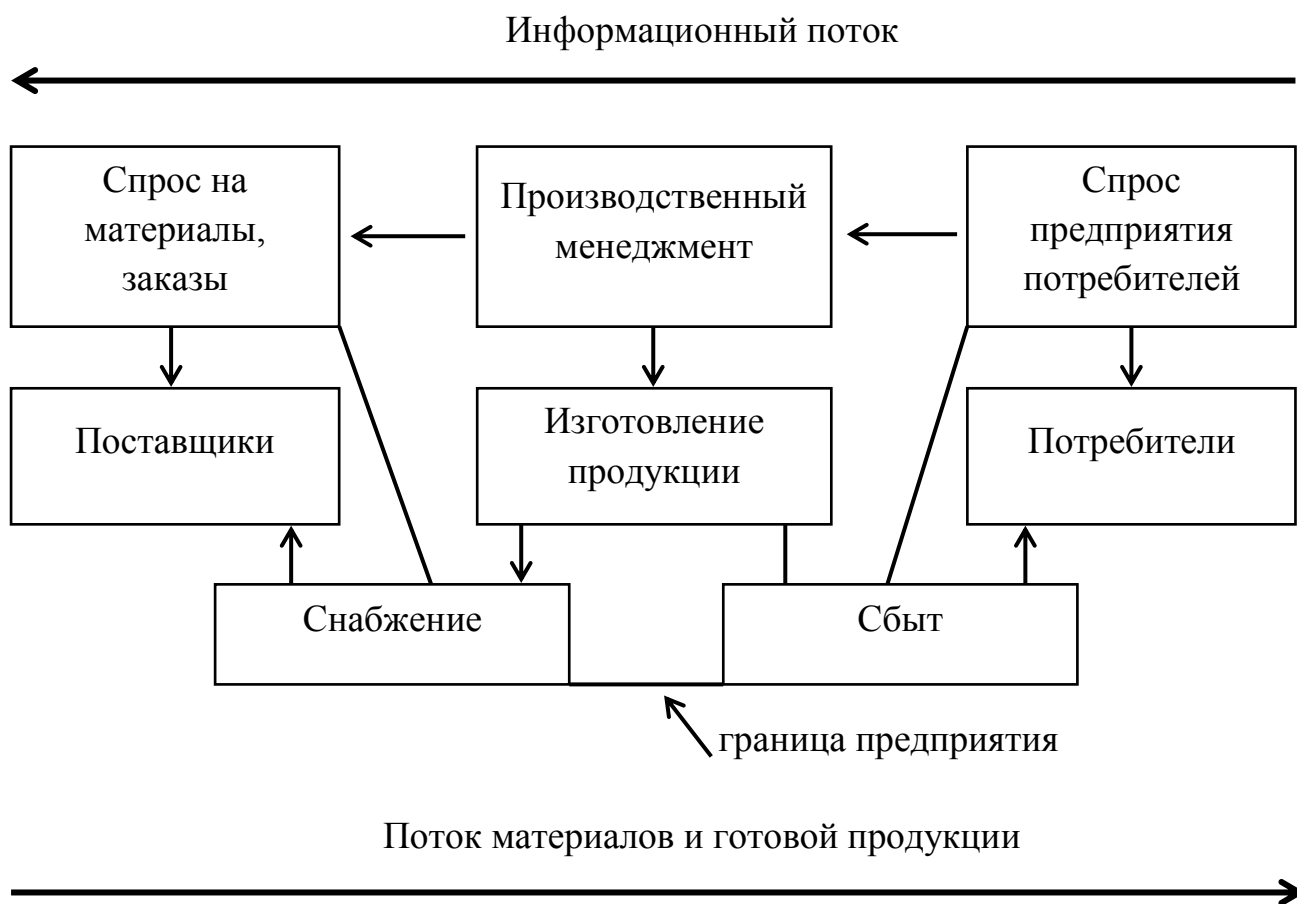 Информационный поток
Спрос на
материалы,
заказы
Производственный
менеджмент
Спрос
предприятия
потребителей
Поставщики
Изготовление
продукции
Потребители
Снабжение
Сбыт
граница предприятия
Поток материалов и готовой продукции